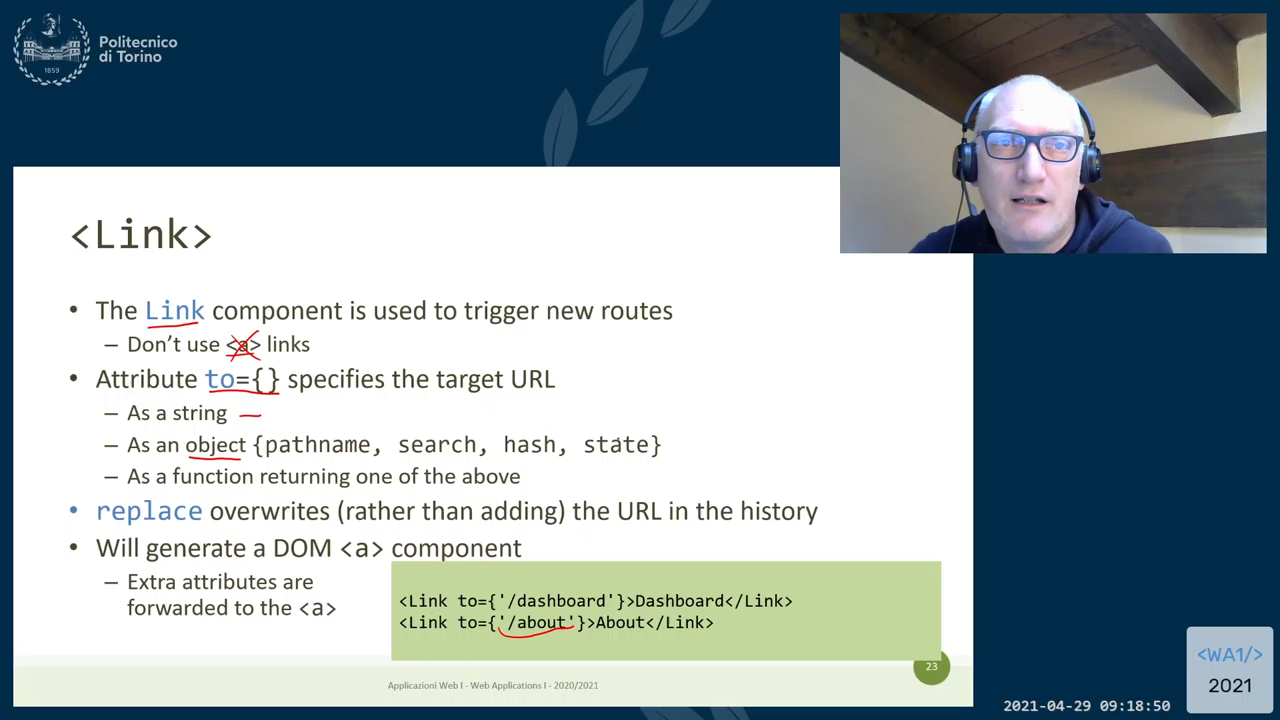 Politecnico
di Torino
1859
<Link>
• The Link component is used to trigger new routes
– Don’t use <a> links
• Attribute to={} specifies the target URL
– As a string
– As an object {pathname, search, hash, state}
– As a function returning one of the above
• replace overwrites (rather than adding) the URL in the history
• Will generate a DOM <a> component
– Extra attributes are
forwarded to the <a>
<Link to={'/dashboard'}>Dashboard</Link>
<Link to={'/about'}>About</Link>
23
Applicazioni Web I - Web Applications I - 2020/2021
<WA1/>
2021
2021-04-29 09:18:50